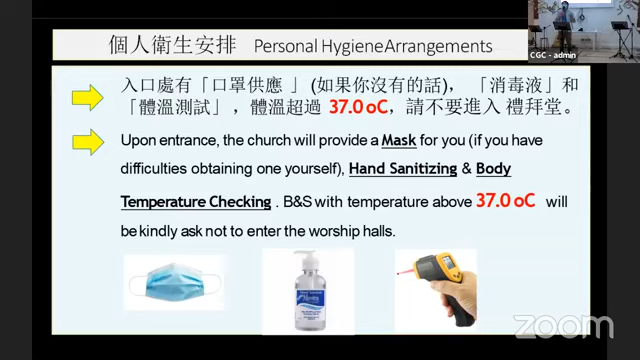 CGC - admin
個人衛生安排 Personal Hygiene Arrangements
入口處有「口罩供應 」 (如果你沒有的話), 「消毒液」和
「體溫測試」, 體溫超過 37.0 oC, 請不要進入 禮拜堂。
Upon entrance, the church will provide a Mask for you (if you have
difficulties obtaining one yourself), Hand Sanitizing & Body
Temperature Checking . B&S with temperature above 37.0 oC will
be kindly ask not to enter the worship halls.
zoom